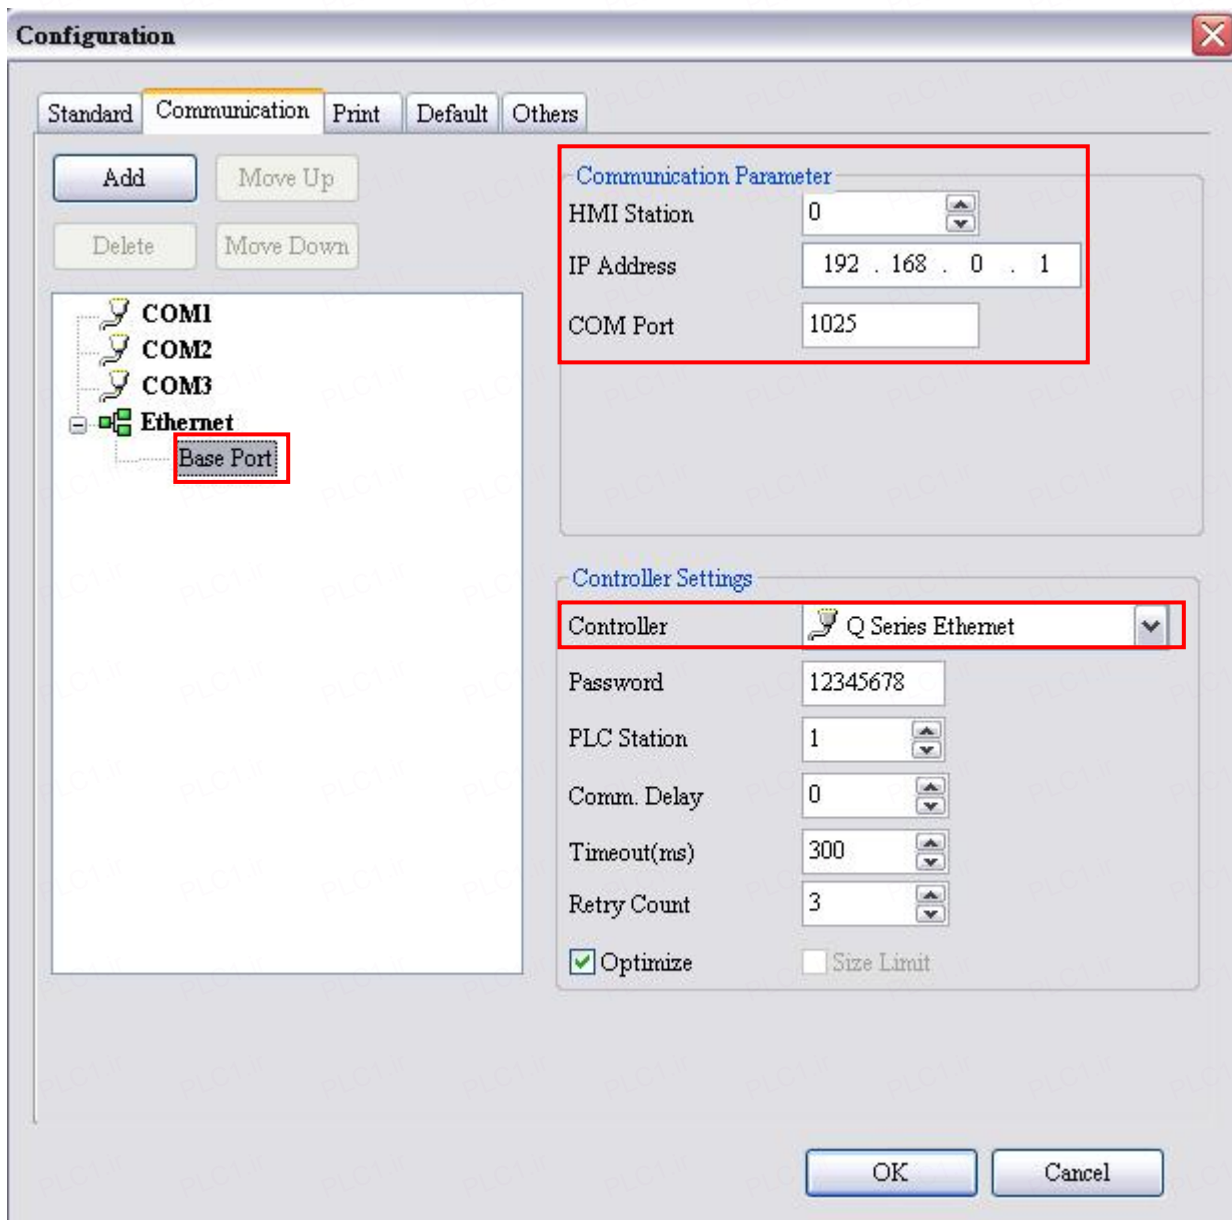 Configuration
Standard Communication Print Default Others
Add Move Up
Delete Move Down
COM1
COM2
COM3
Ethernet
Base Port
Communication Parameter
HMI Station 0
IP Address 192 . 168 . 0 . 1
COM Port 1025
Controller Settings
Controller Q Series Ethernet
Password 12345678
PLC Station 1
Comm. Delay 0
Timeout(ms) 300
Retry Count 3
Optimize Size Limit
OK Cancel